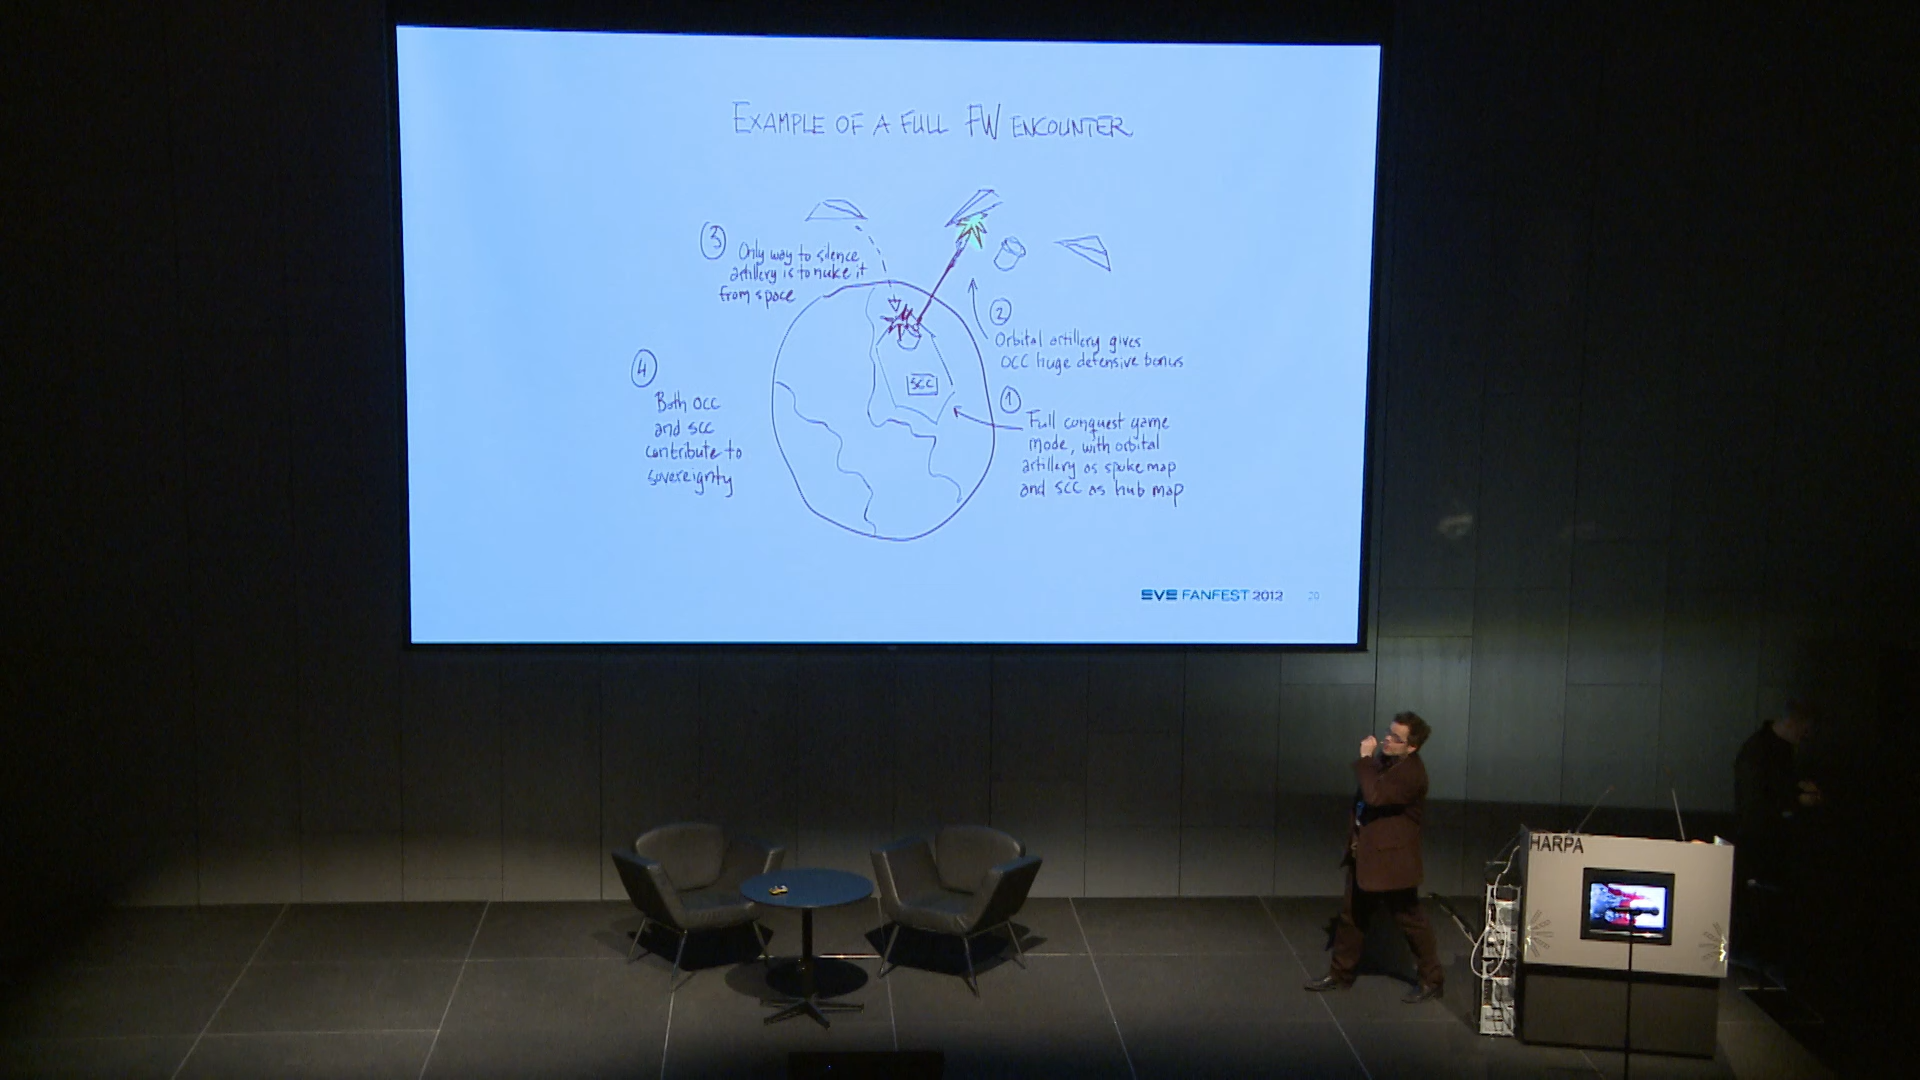 EXAMPLE OF A FULL FW ENCOUNTER
3
Only way to silence
artillery is to nuke it
from space
2
Orbital artillery gives
OCC huge defensive bonus
4
Both OCC
and SCC
contribute to
sovereignty
SCC
1
Full conquest game
mode, with orbital
artillery as spoke map
and SCC as hub map
EVE FANFEST 2012 20
HARPA